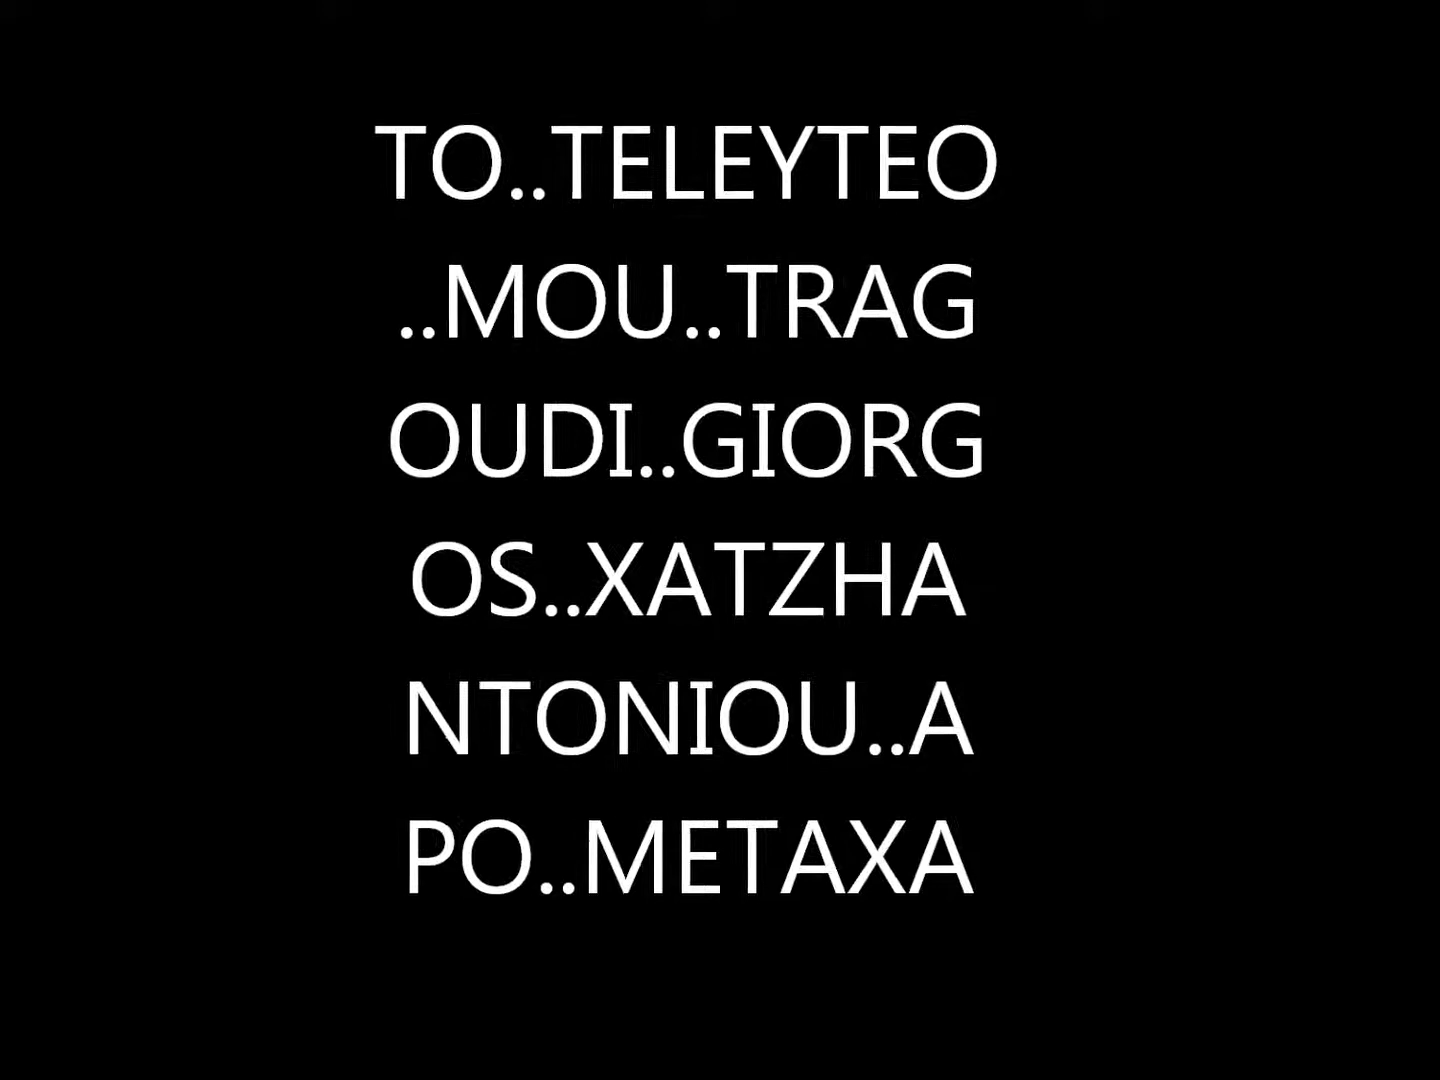 TO..TELEYTEO
..MOU..TRAG
OUDI..GIORG
OS..XATZHA
NTONIOU..A
PO..METAXA